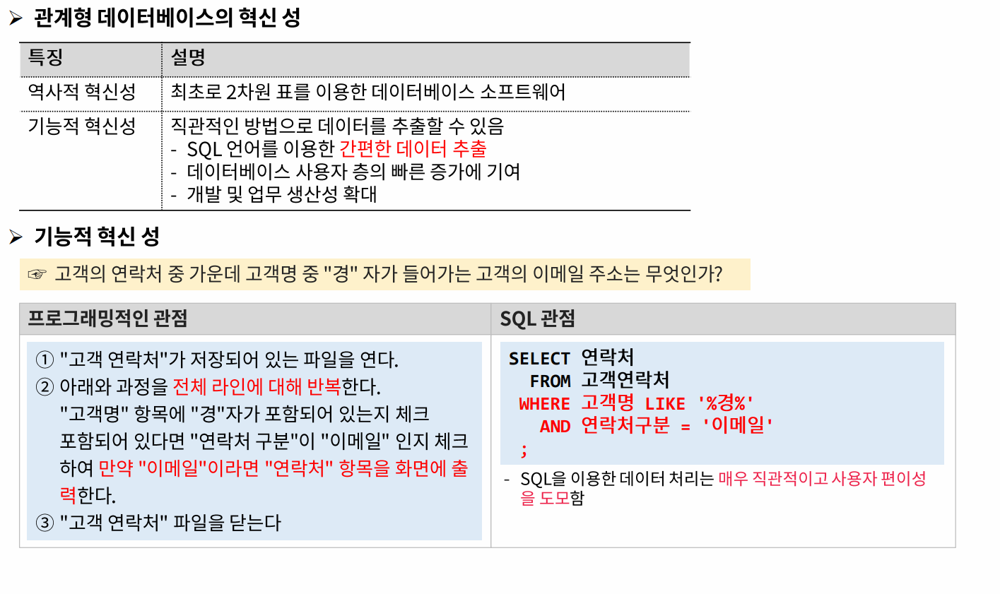 ➢ 관계형 데이터베이스의 혁신 성
특징 설명
역사적 혁신성 최초로 2차원 표를 이용한 데이터베이스 소프트웨어
기능적 혁신성 직관적인 방법으로 데이터를 추출할 수 있음
- SQL 언어를 이용한 간편한 데이터 추출
- 데이터베이스 사용자 층의 빠른 증가에 기여
- 개발 및 업무 생산성 확대
➢ 기능적 혁신 성
☞ 고객의 연락처 중 가운데 고객명 중 "경" 자가 들어가는 고객의 이메일 주소는 무엇인가?
프로그래밍적인 관점
① "고객 연락처"가 저장되어 있는 파일을 연다.
② 아래와 과정을 전체 라인에 대해 반복한다.
"고객명" 항목에 "경"자가 포함되어 있는지 체크
포함되어 있다면 "연락처 구분"이 "이메일" 인지 체크
하여 만약 "이메일"이라면 "연락처" 항목을 화면에 출
력한다.
③ "고객 연락처" 파일을 닫는다
SQL 관점
SELECT 연락처
FROM 고객연락처
WHERE 고객명 LIKE '%경%'
AND 연락처구분 = '이메일'
;
- SQL을 이용한 데이터 처리는 매우 직관적이고 사용자 편이성
을 도모함